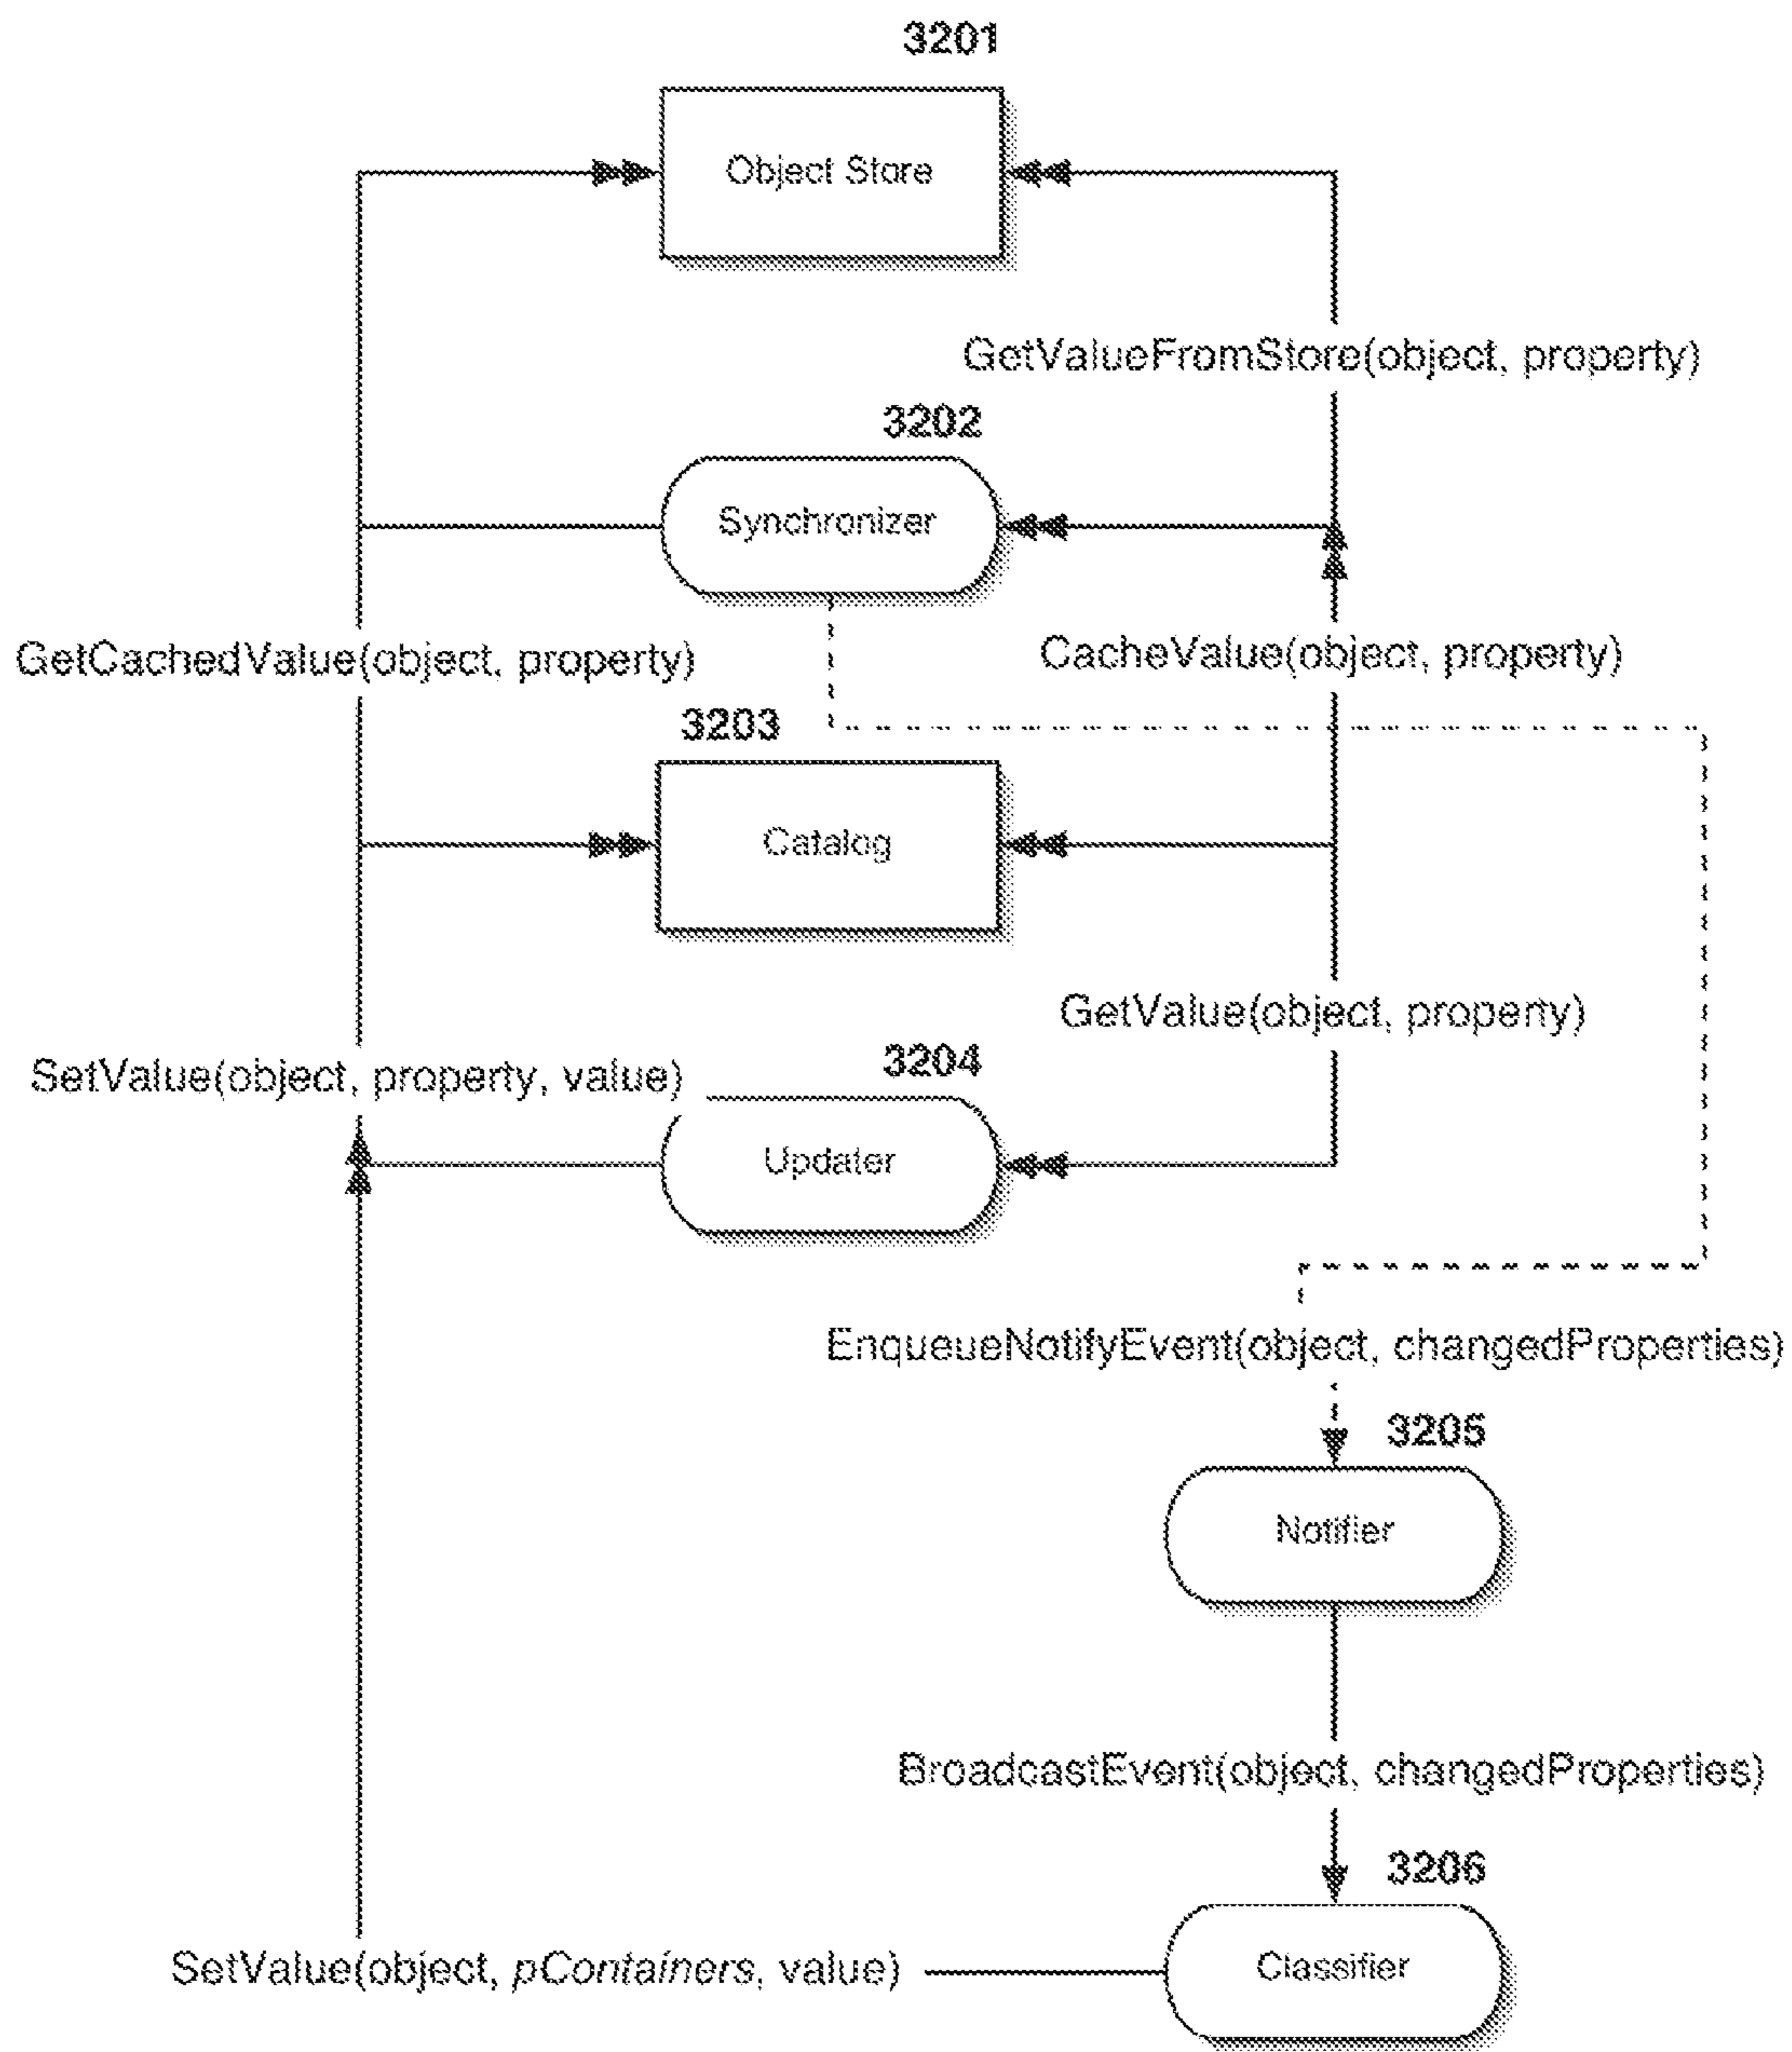 3201
Object Store
GetValueFromStore(object, property)
3202
Synchronizer
GetCachedValue(object, property)
CacheValue(object, property)
3203
Catalog
GetValue(object, property)
3204
SetValue(object, property, value)
Updater
EnqueueNotifyEvent(object, changedProperties)
3205
Notifier
BroadcastEvent(object, changedProperties)
3206
Classifier
SetValue(object, pContainers, value)